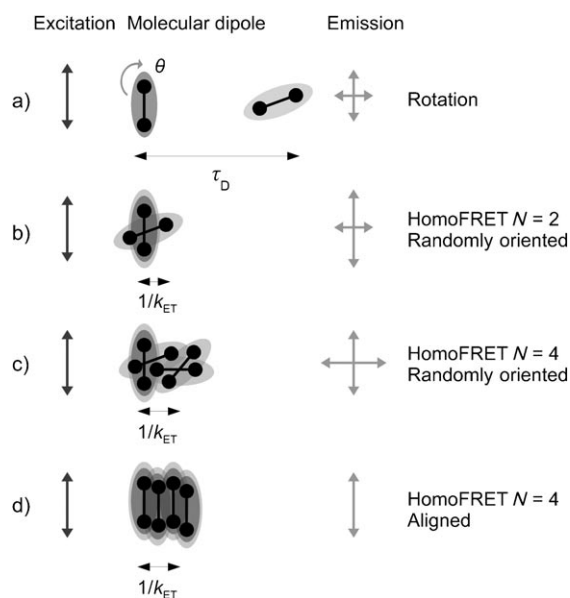 Excitation Molecular dipole Emission
θ
a) Rotation
τD
b) HomoFRET N = 2
Randomly oriented
1/kET
c) HomoFRET N = 4
Randomly oriented
1/kET
d) HomoFRET N = 4
Aligned
1/kET